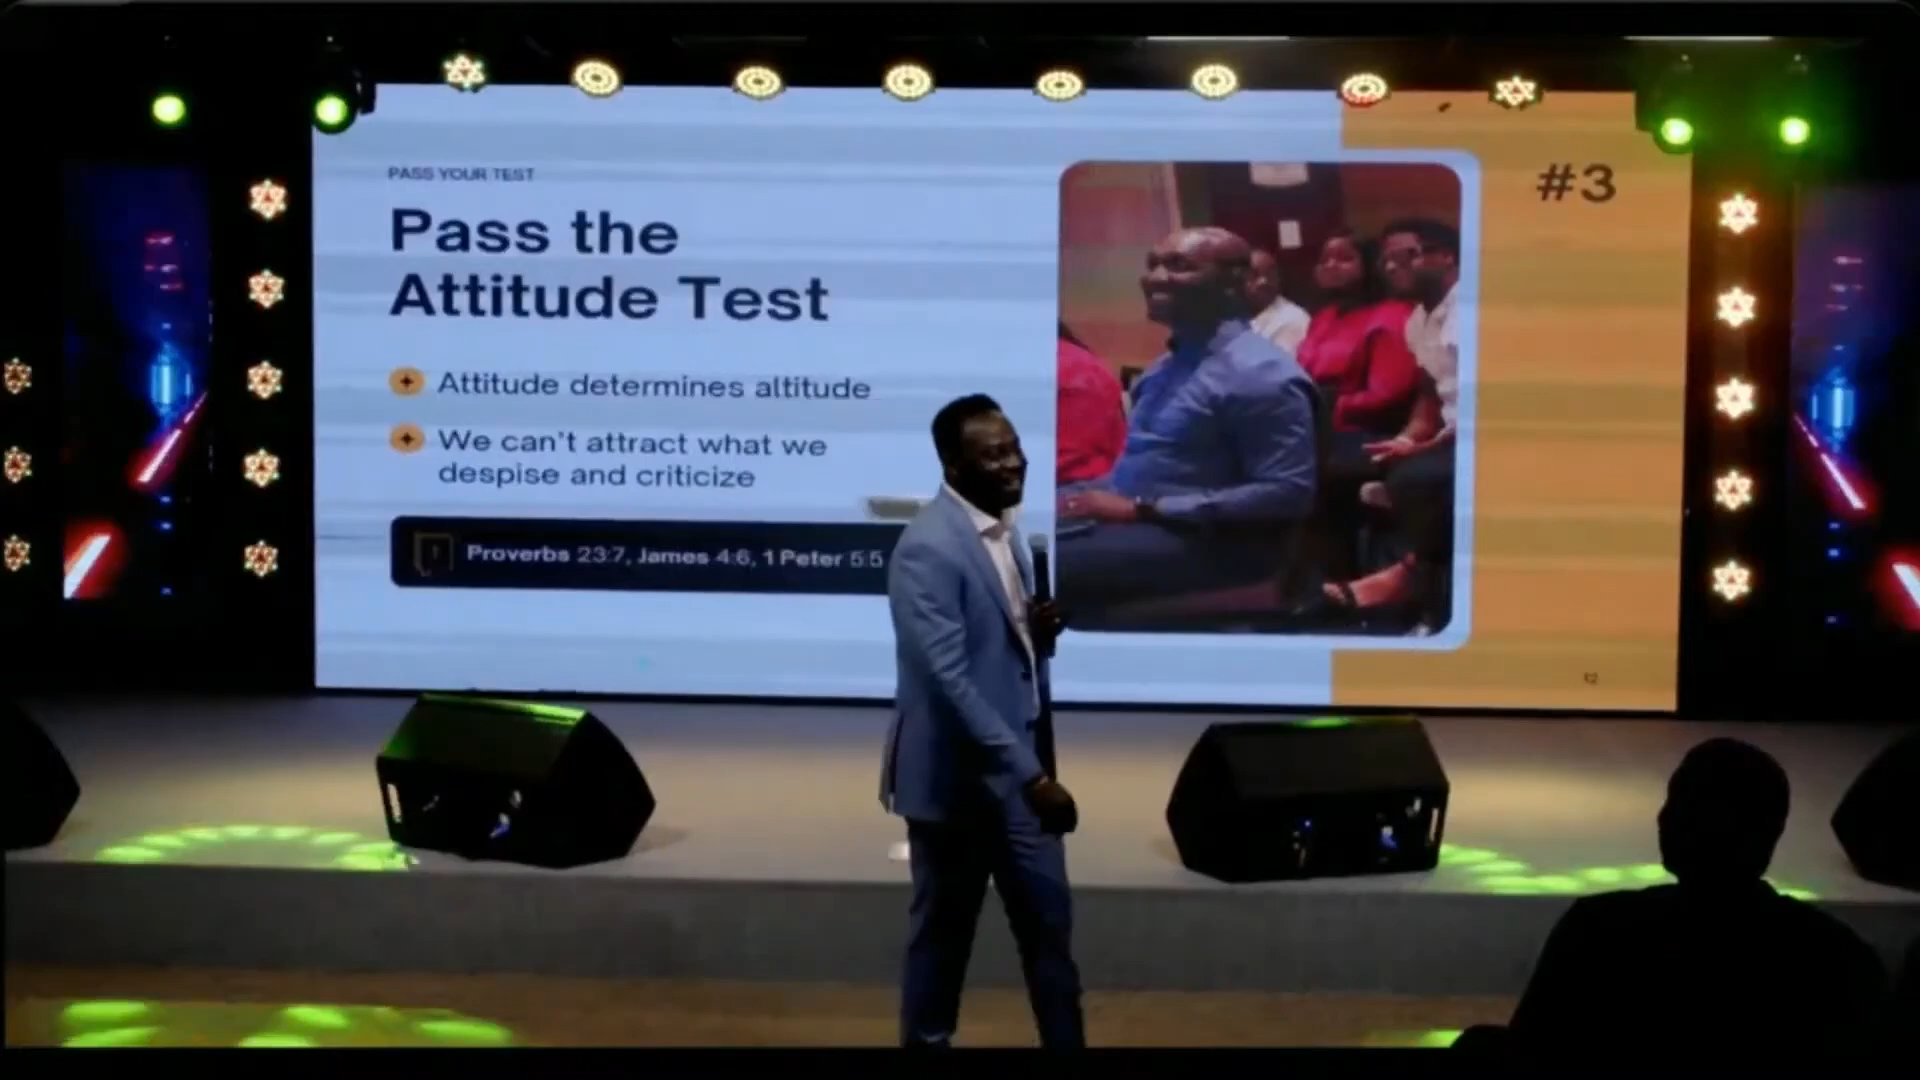 PASS YOUR TEST
#3
Pass the
Attitude Test
Attitude determines altitude
We can't attract what we
despise and criticize
Proverbs 23:7, James 4:6, 1 Peter 5:5
12